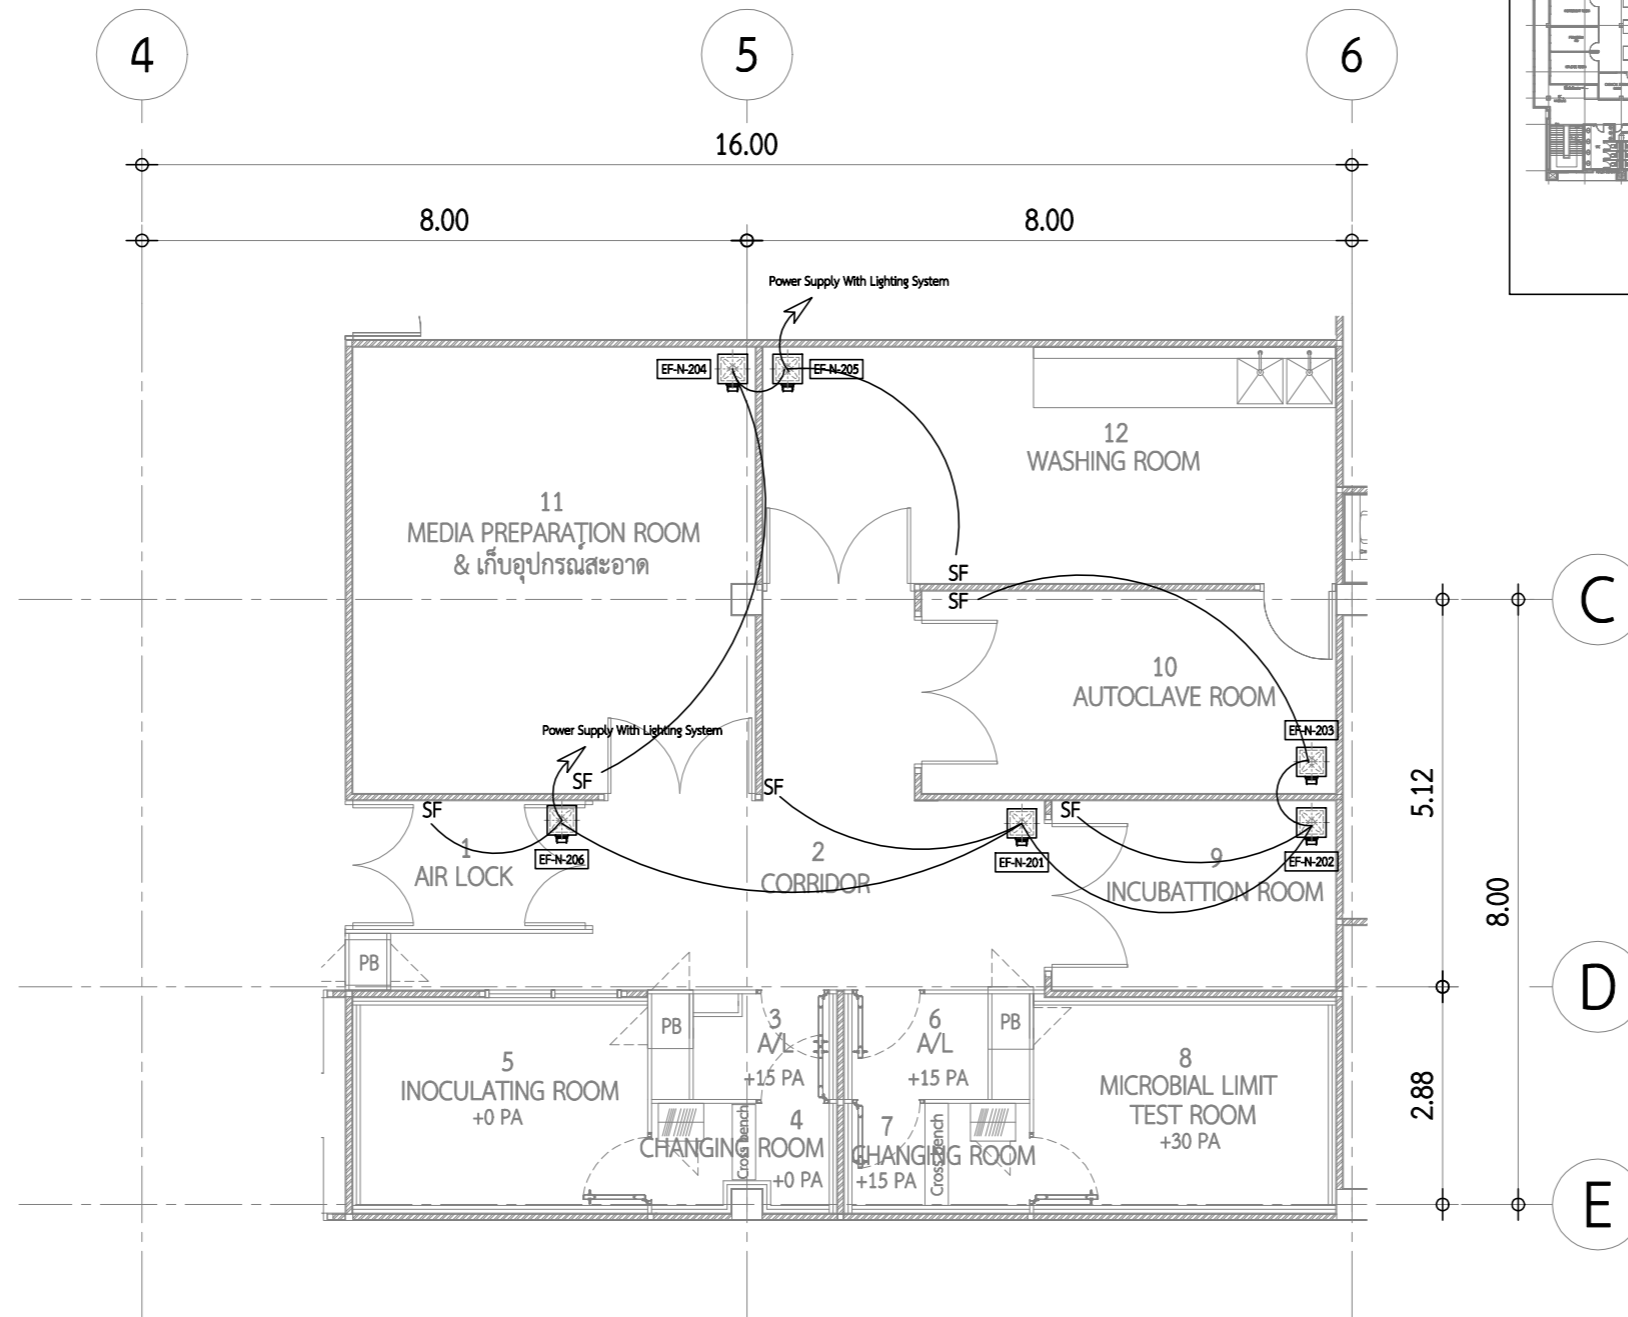 4
5
6
16.00
8.00
8.00
Power Supply With Lighting System
EF-N-204
EF-N-205
12
WASHING ROOM
11
MEDIA PREPARATION ROOM
& เก็บอุปกรณ์สะอาด
SF
SF
C
10
AUTOCLAVE ROOM
Power Supply With Lighting System
EF-N-203
SF
SF
SF
SF
5.12
EF-N-206
EF-N-201
EF-N-202
1
AIR LOCK
2
CORRIDOR
9
INCUBATTION ROOM
8.00
PB
D
PB
3
A/L
+15 PA
6
A/L
+15 PA
PB
5
INOCULATING ROOM
+0 PA
8
MICROBIAL LIMIT
TEST ROOM
+30 PA
2.88
4
CHANGING ROOM
+0 PA
Cross bench
7
CHANGING ROOM
+15 PA
Cross bench
E